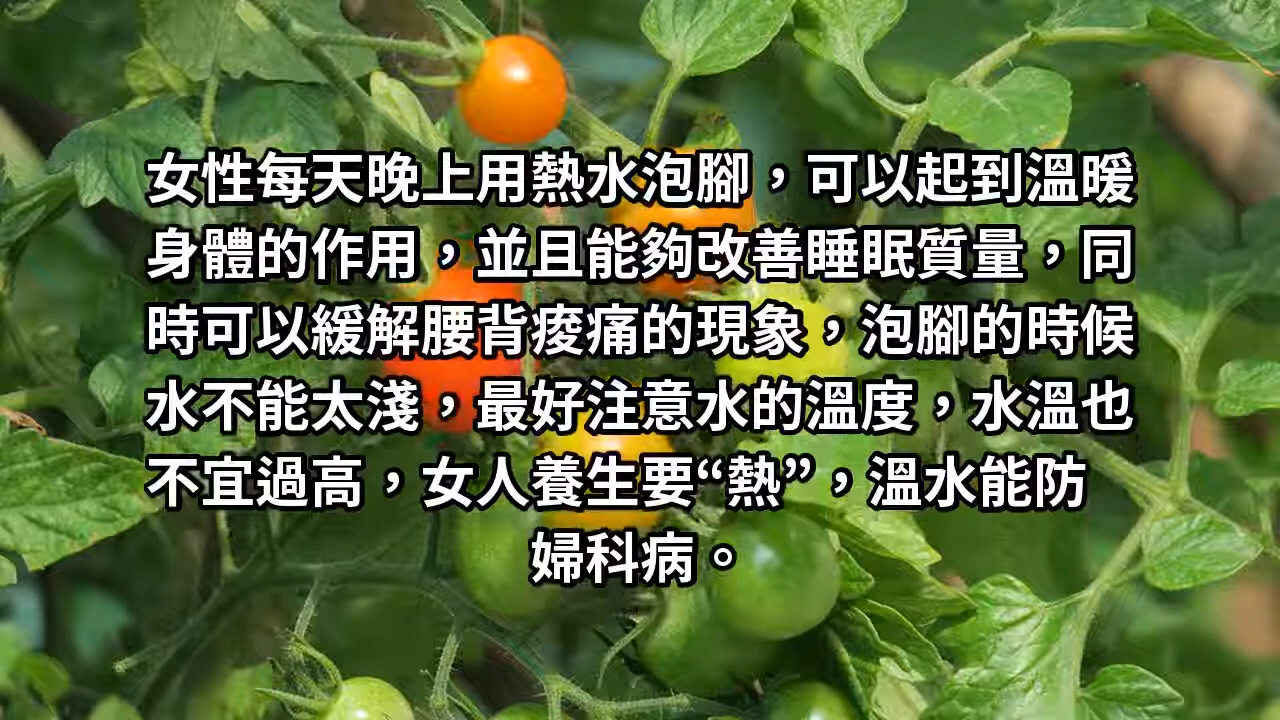 女性每天晚上用熱水泡腳，可以起到溫暖
身體的作用，並且能夠改善睡眠質量，同
時可以緩解腰背痠痛的現象，泡腳的時候
水不能太淺，最好注意水的溫度，水溫也
不宜過高，女人養生要“熱”，溫水能防
婦科病。